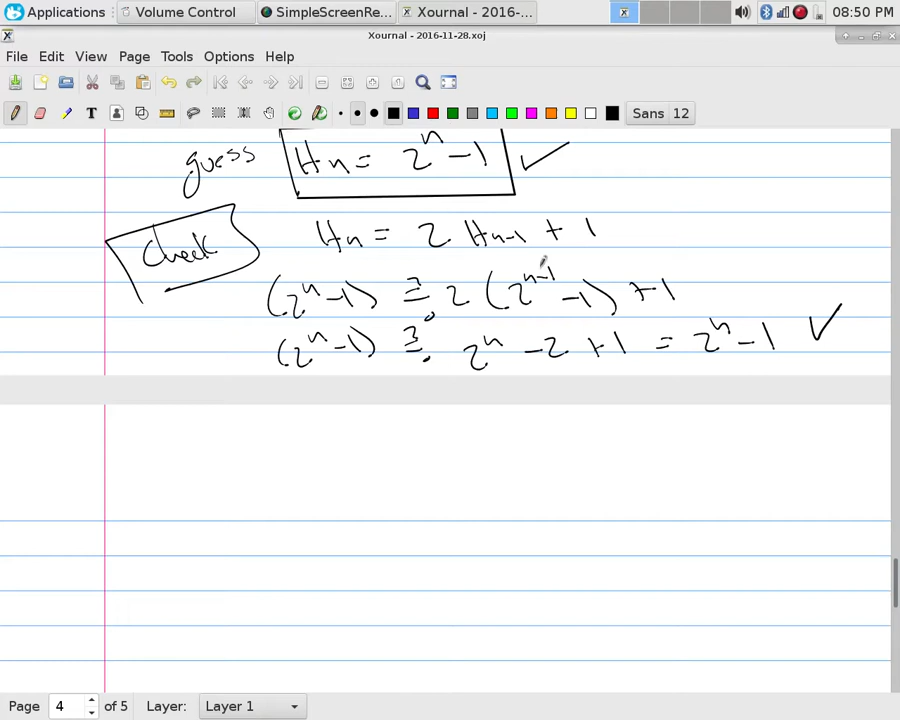 Applications Volume Control SimpleScreenRe... Xournal - 2016-... 08:50 PM
Xournal - 2016-11-28.xoj
File Edit View Page Tools Options Help
Sans 12
guess Hn = 2^n - 1 ✓
Check Hn = 2 Hn-1 + 1
(2^n - 1) ≟ 2 (2^n-1 - 1) + 1
(2^n - 1) ≟ 2^n - 2 + 1 = 2^n - 1 ✓
Page 4 of 5 Layer: Layer 1